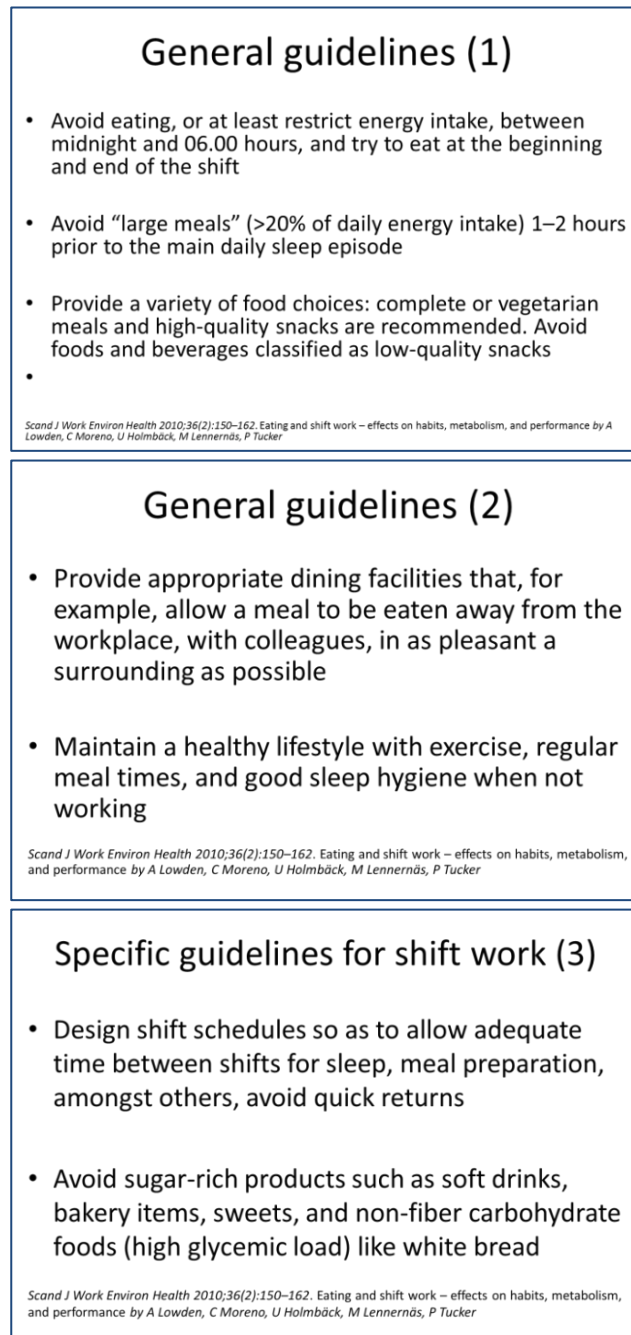 General guidelines (1)
• Avoid eating, or at least restrict energy intake, between
midnight and 06.00 hours, and try to eat at the beginning
and end of the shift
• Avoid “large meals” (>20% of daily energy intake) 1–2 hours
prior to the main daily sleep episode
• Provide a variety of food choices: complete or vegetarian
meals and high-quality snacks are recommended. Avoid
foods and beverages classified as low-quality snacks
•
Scand J Work Environ Health 2010;36(2):150–162. Eating and shift work – effects on habits, metabolism, and performance by A
Lowden, C Moreno, U Holmbäck, M Lennernäs, P Tucker
General guidelines (2)
• Provide appropriate dining facilities that, for
example, allow a meal to be eaten away from the
workplace, with colleagues, in as pleasant a
surrounding as possible
• Maintain a healthy lifestyle with exercise, regular
meal times, and good sleep hygiene when not
working
Scand J Work Environ Health 2010;36(2):150–162. Eating and shift work – effects on habits, metabolism,
and performance by A Lowden, C Moreno, U Holmbäck, M Lennernäs, P Tucker
Specific guidelines for shift work (3)
• Design shift schedules so as to allow adequate
time between shifts for sleep, meal preparation,
amongst others, avoid quick returns
• Avoid sugar-rich products such as soft drinks,
bakery items, sweets, and non-fiber carbohydrate
foods (high glycemic load) like white bread
Scand J Work Environ Health 2010;36(2):150–162. Eating and shift work – effects on habits, metabolism,
and performance by A Lowden, C Moreno, U Holmbäck, M Lennernäs, P Tucker